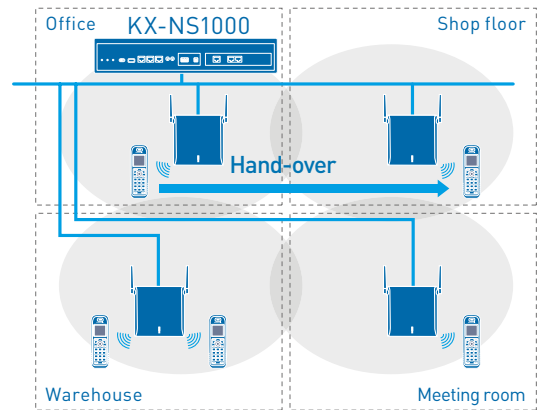 Office
KX-NS1000
Shop floor
Hand-over
Warehouse
Meeting room